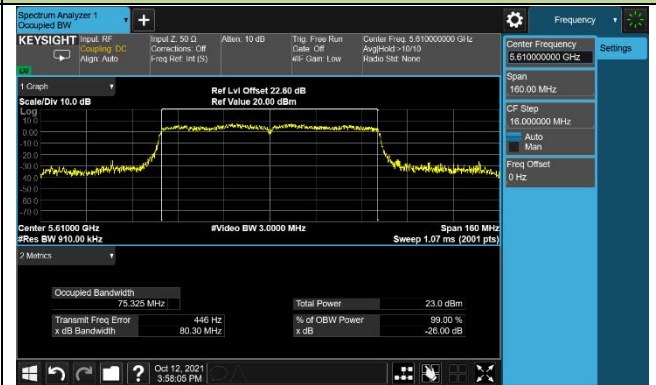 Spectrum Analyzer 1
Occupied BW
+
Frequency
KEYSIGHT
Input: RF
Coupling: DC
Align: Auto
Input Z: 50 Ω
Corrections: Off
Freq Ref: Int (S)
Atten: 10 dB
Trig: Free Run
Gate: Off
#IF Gain: Low
Center Freq: 5.610000000 GHz
Avg|Hold:>10/10
Radio Std: None
Center Frequency
5.610000000 GHz
Settings
Span
160.00 MHz
CF Step
16.000000 MHz
Auto
Man
Freq Offset
0 Hz
1 Graph
Scale/Div 10.0 dB
Ref Lvl Offset 22.60 dB
Ref Value 20.00 dBm
Log
10.0
0.00
-10.0
-20.0
-30.0
-40.0
-50.0
-60.0
-70.0
Center 5.61000 GHz
#Video BW 3.0000 MHz
Span 160 MHz
#Res BW 910.00 kHz
Sweep 1.07 ms (2001 pts)
2 Metrics
Occupied Bandwidth
75.325 MHz
Total Power 23.0 dBm
Transmit Freq Error 446 Hz
% of OBW Power 99.00 %
x dB Bandwidth 80.30 MHz
x dB -26.00 dB
?
Oct 12, 2021
3:58:05 PM